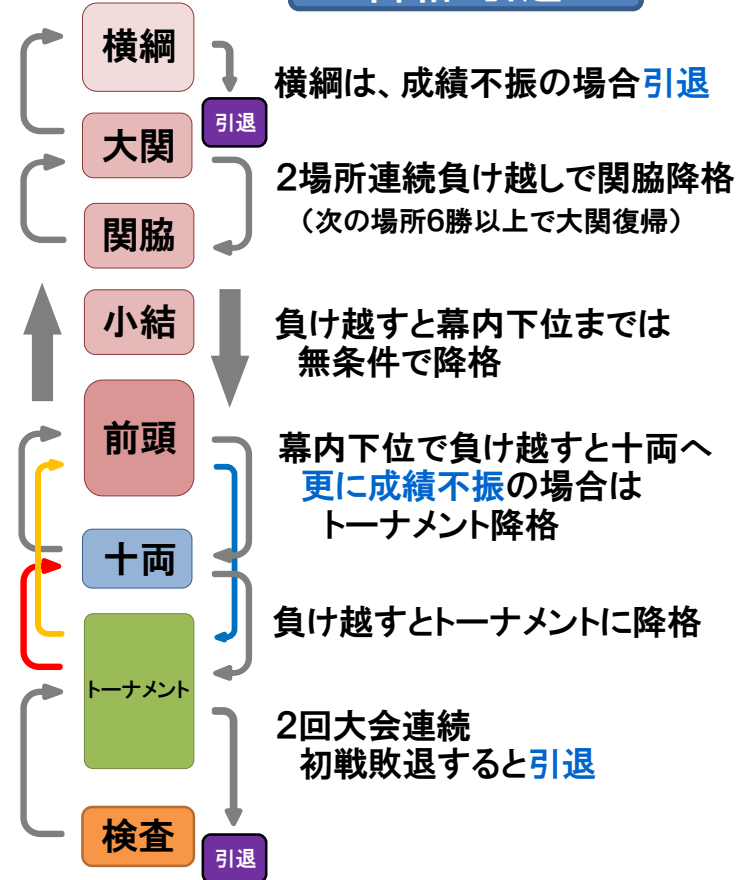 横綱
引退
横綱は、成績不振の場合引退
大関
2場所連続負け越しで関脇降格
（次の場所6勝以上で大関復帰）
関脇
小結
負け越すと幕内下位までは
無条件で降格
前頭
幕内下位で負け越すと十両へ
更に成績不振の場合は
トーナメント降格
十両
負け越すとトーナメントに降格
トーナメント
2回大会連続
初戦敗退すると引退
検査
引退